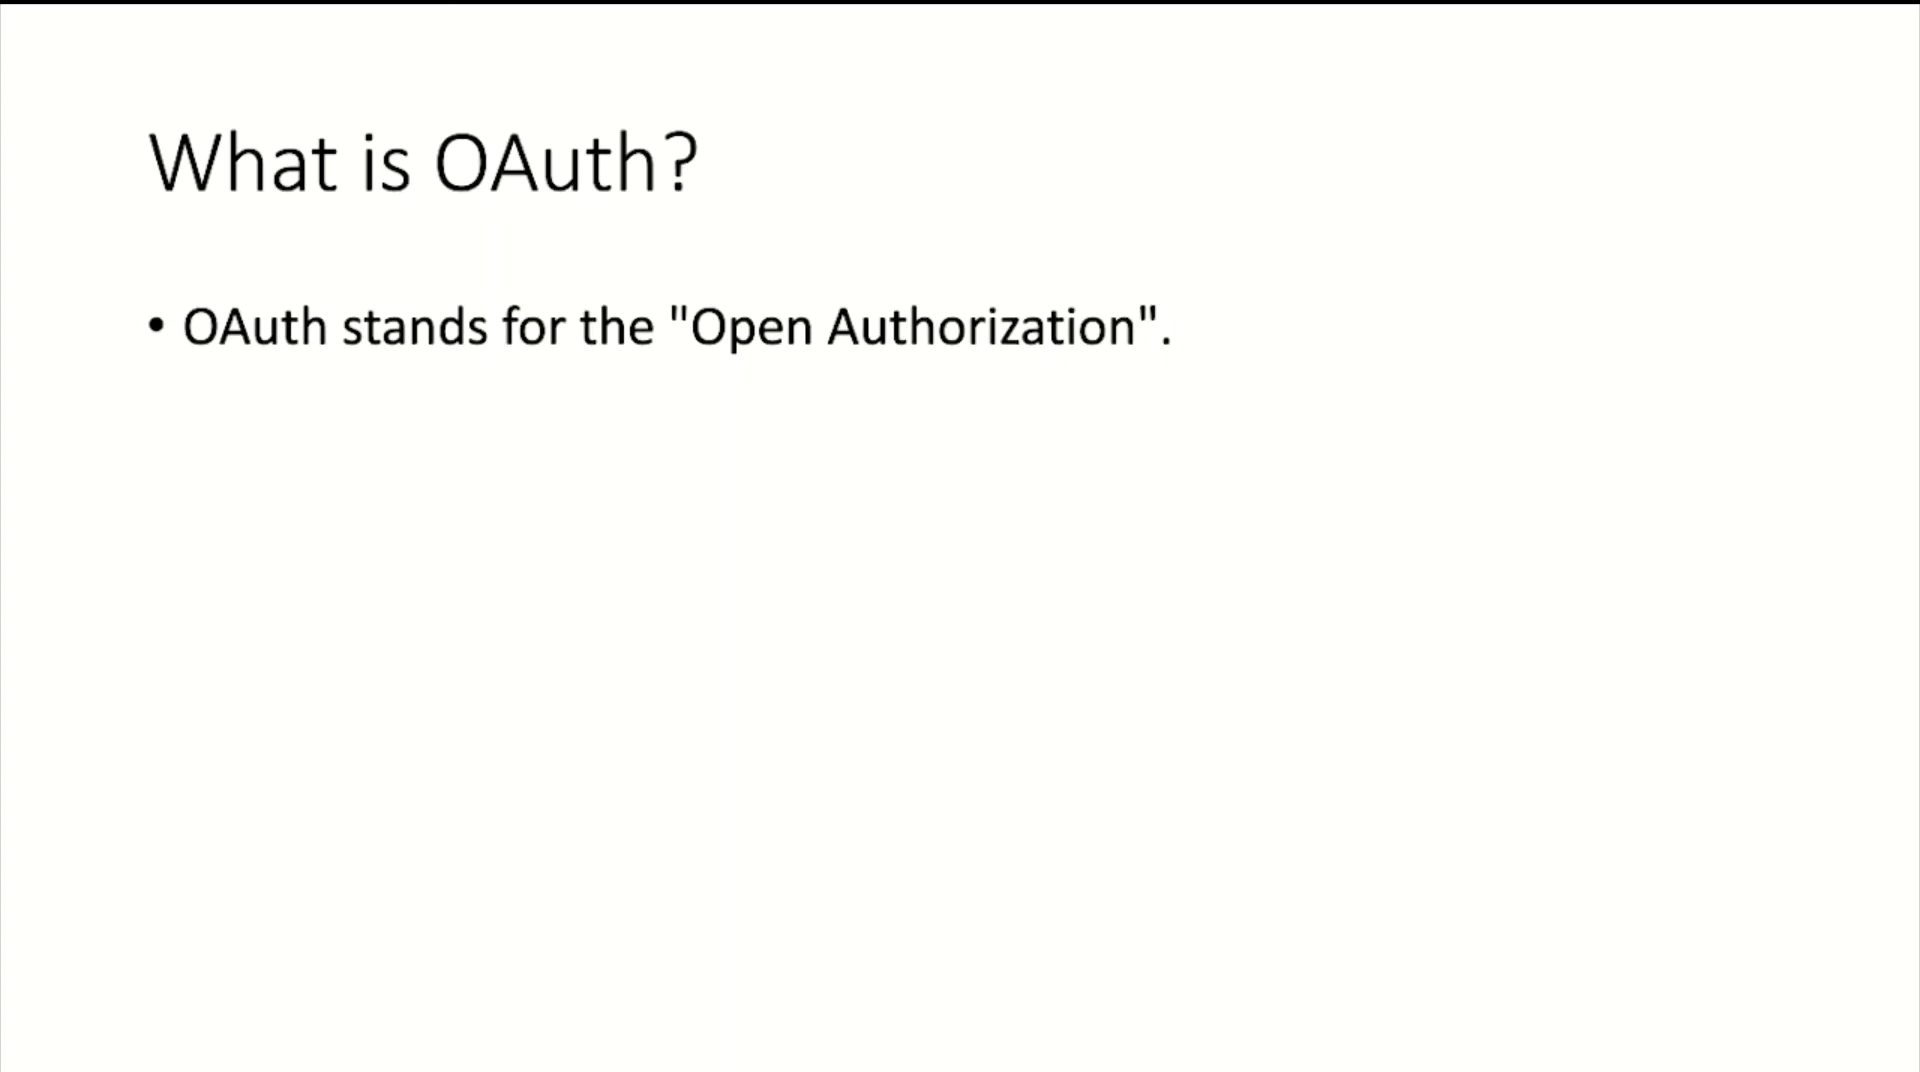 What is OAuth?
• OAuth stands for the "Open Authorization".